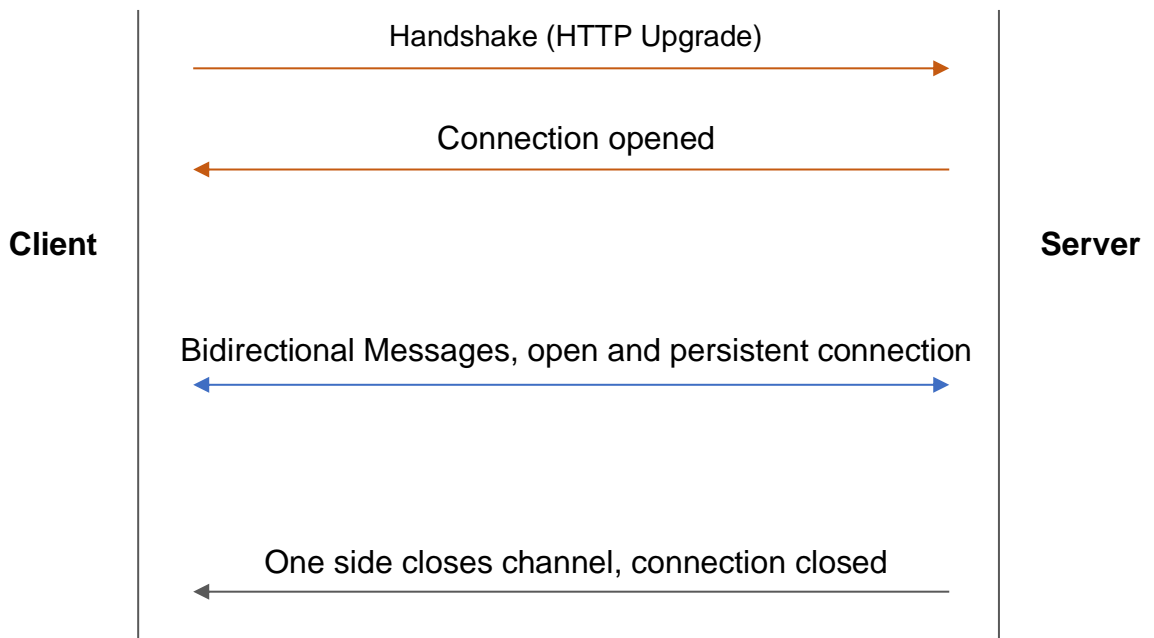 Handshake (HTTP Upgrade)
Connection opened
Client
Server
Bidirectional Messages, open and persistent connection
One side closes channel, connection closed